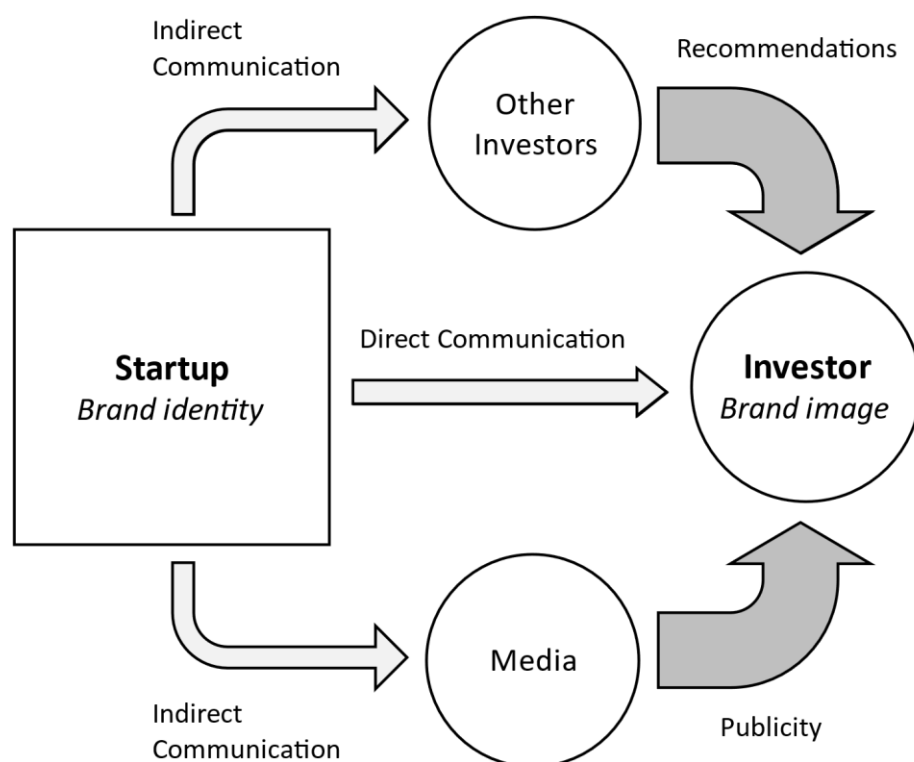 Indirect
Communication
Recommendations
Other
Investors
Direct Communication
Startup
Brand identity
Investor
Brand image
Media
Indirect
Communication
Publicity